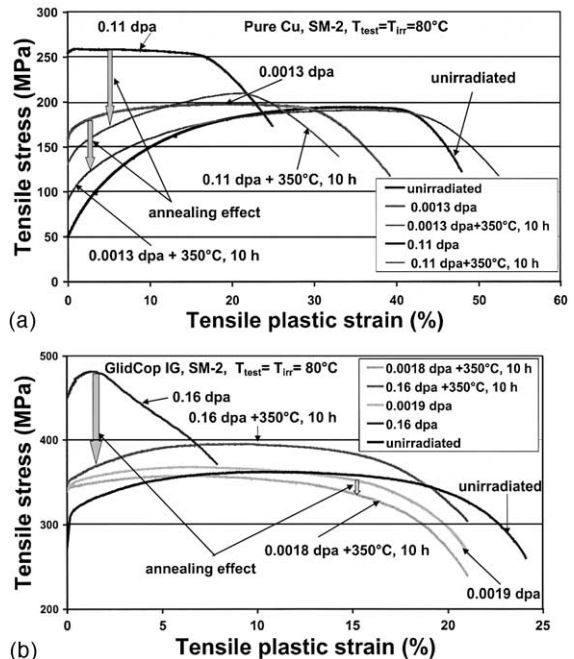 Pure Cu, SM-2, Ttest=Tirr=80°C
0.11 dpa
300
250
200
150
100
50
0
Tensile stress (MPa)
0.0013 dpa
unirradiated
0.11 dpa + 350°C, 10 h
annealing effect
0.0013 dpa + 350°C, 10 h
unirradiated
0.0013 dpa
0.0013 dpa+350°C, 10 h
0.11 dpa
0.11 dpa+350°C, 10 h
0 10 20 30 40 50 60
(a)
Tensile plastic strain (%)
500
400
300
200
Tensile stress (MPa)
GlidCop IG, SM-2, Ttest= Tirr= 80°C
0.16 dpa
0.16 dpa +350°C, 10 h
0.0018 dpa +350°C, 10 h
0.16 dpa +350°C, 10 h
0.0019 dpa
0.16 dpa
unirradiated
unirradiated
annealing effect
0.0018 dpa +350°C, 10 h
0.0019 dpa
0 5 10 15 20 25
(b)
Tensile plastic strain (%)